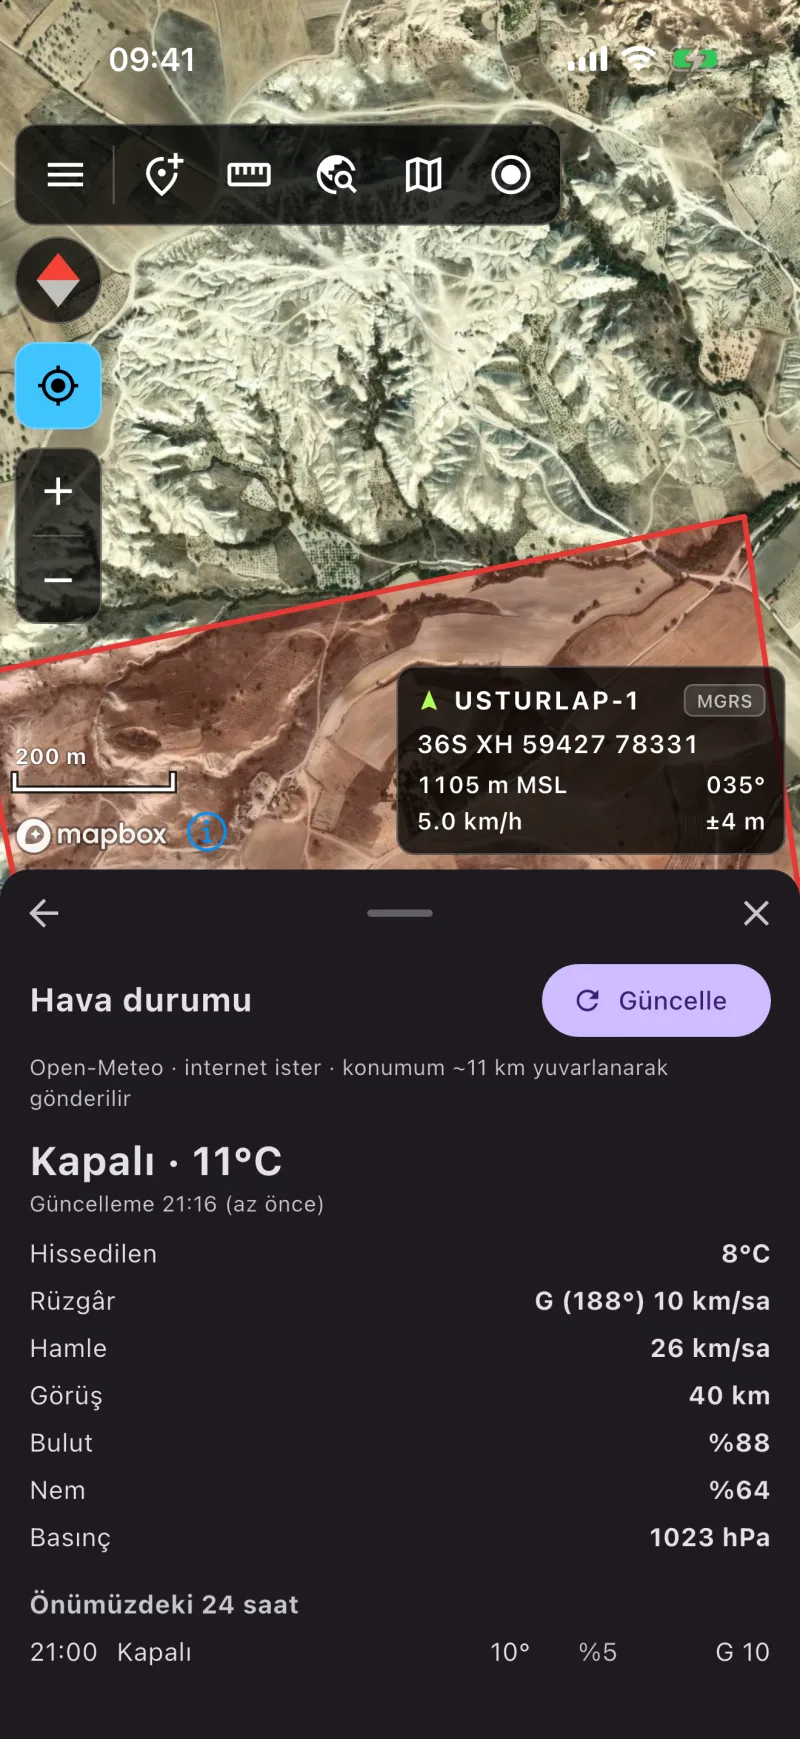 09:41
USTURLAP-1 MGRS
36S XH 59427 78331
1105 m MSL 035°
5.0 km/h ±4 m
200 m
mapbox
Hava durumu Güncelle
Open-Meteo · internet ister · konumum ~11 km yuvarlanarak
gönderilir
Kapalı · 11°C
Güncelleme 21:16 (az önce)
Hissedilen 8°C
Rüzgâr G (188°) 10 km/sa
Hamle 26 km/sa
Görüş 40 km
Bulut %88
Nem %64
Basınç 1023 hPa
Önümüzdeki 24 saat
21:00 Kapalı 10° %5 G 10